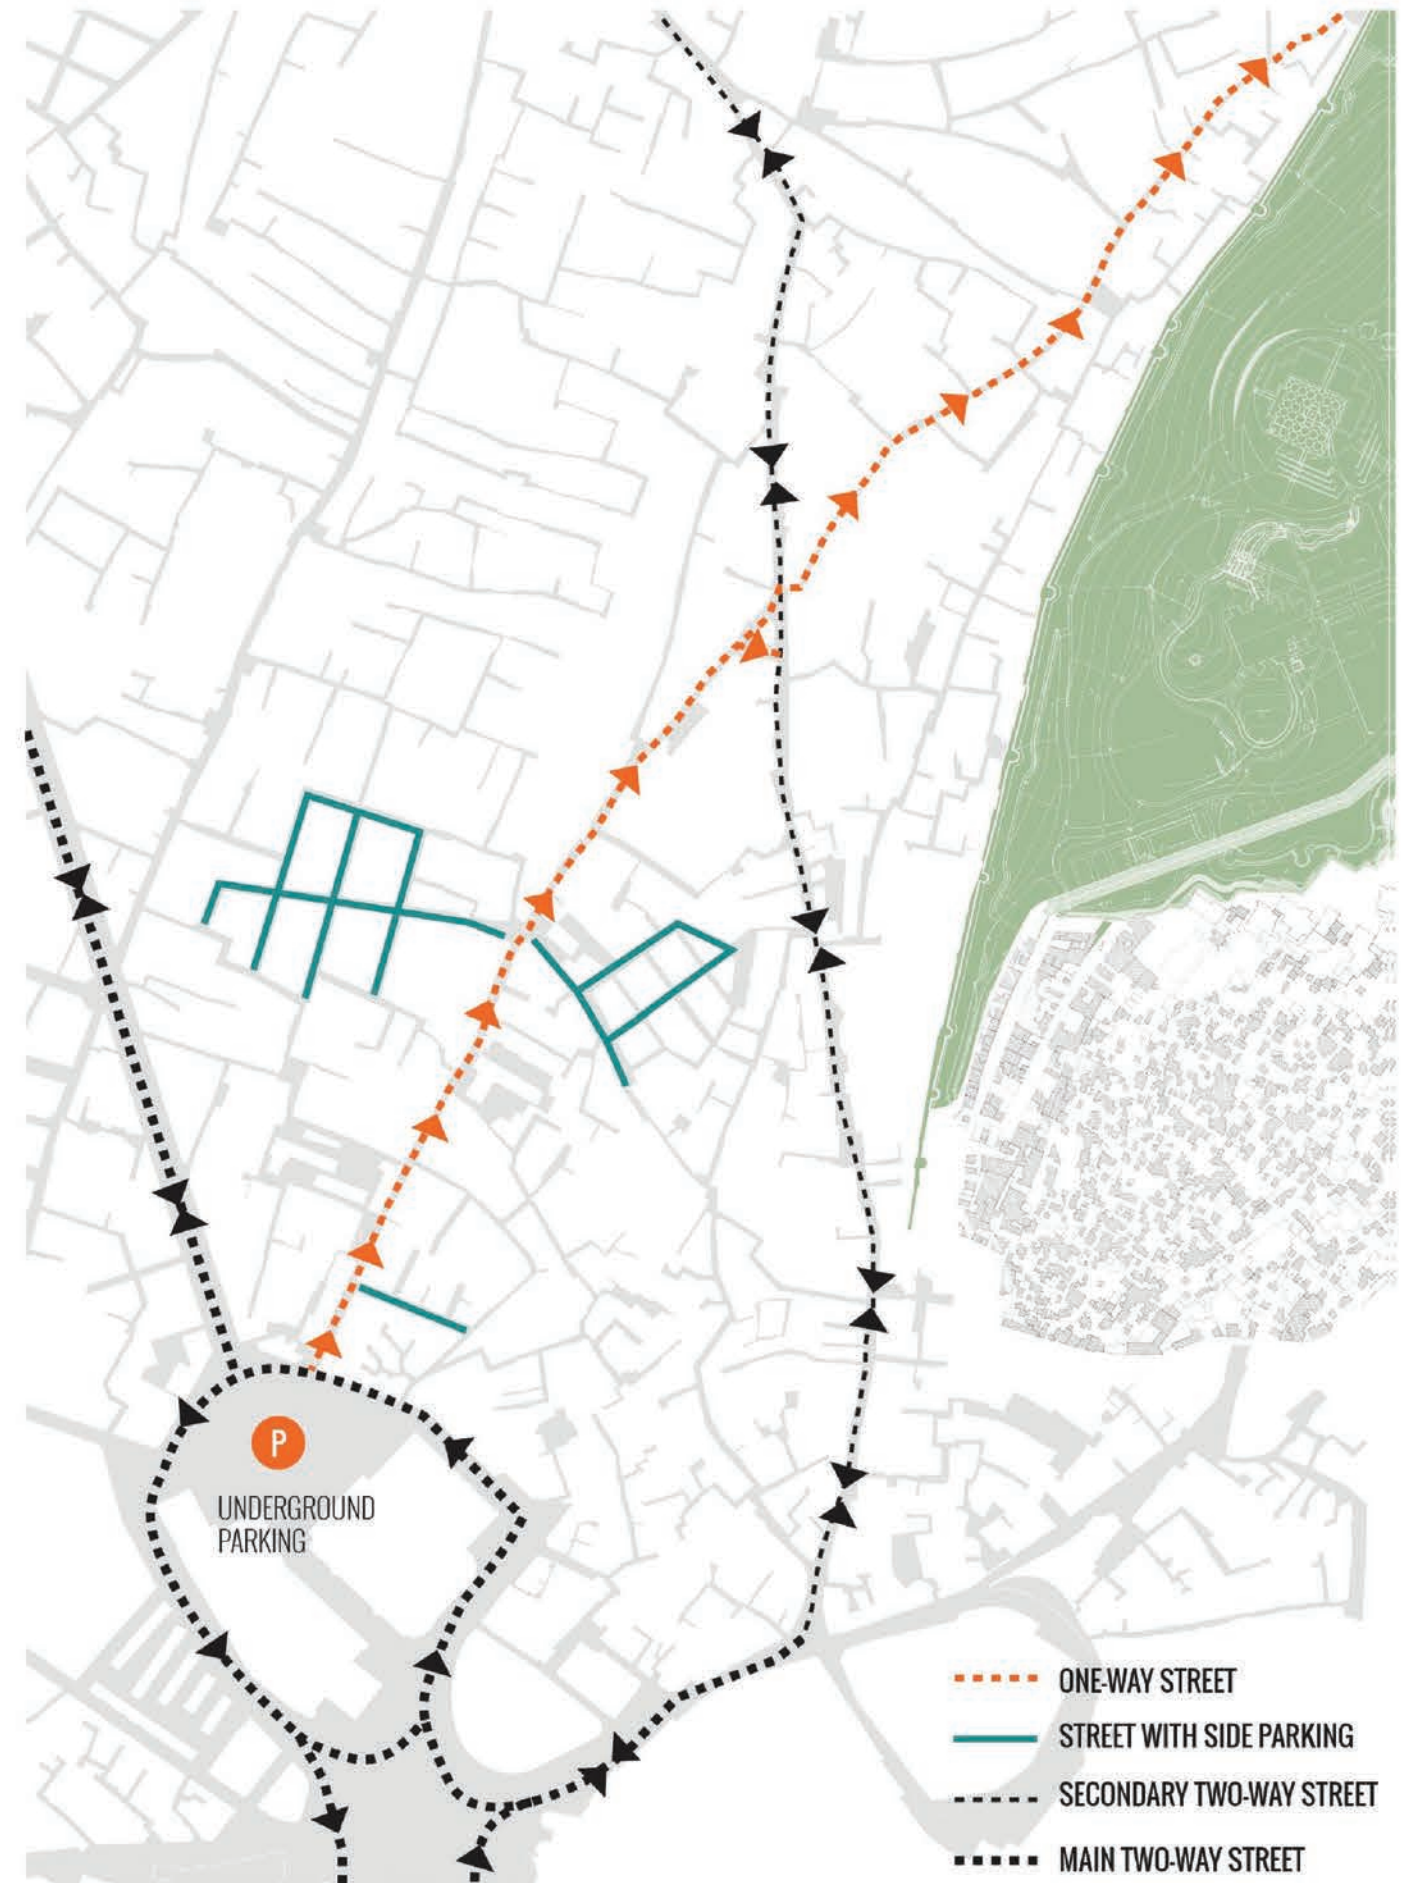 P
UNDERGROUND
PARKING
ONE-WAY STREET
STREET WITH SIDE PARKING
SECONDARY TWO-WAY STREET
MAIN TWO-WAY STREET